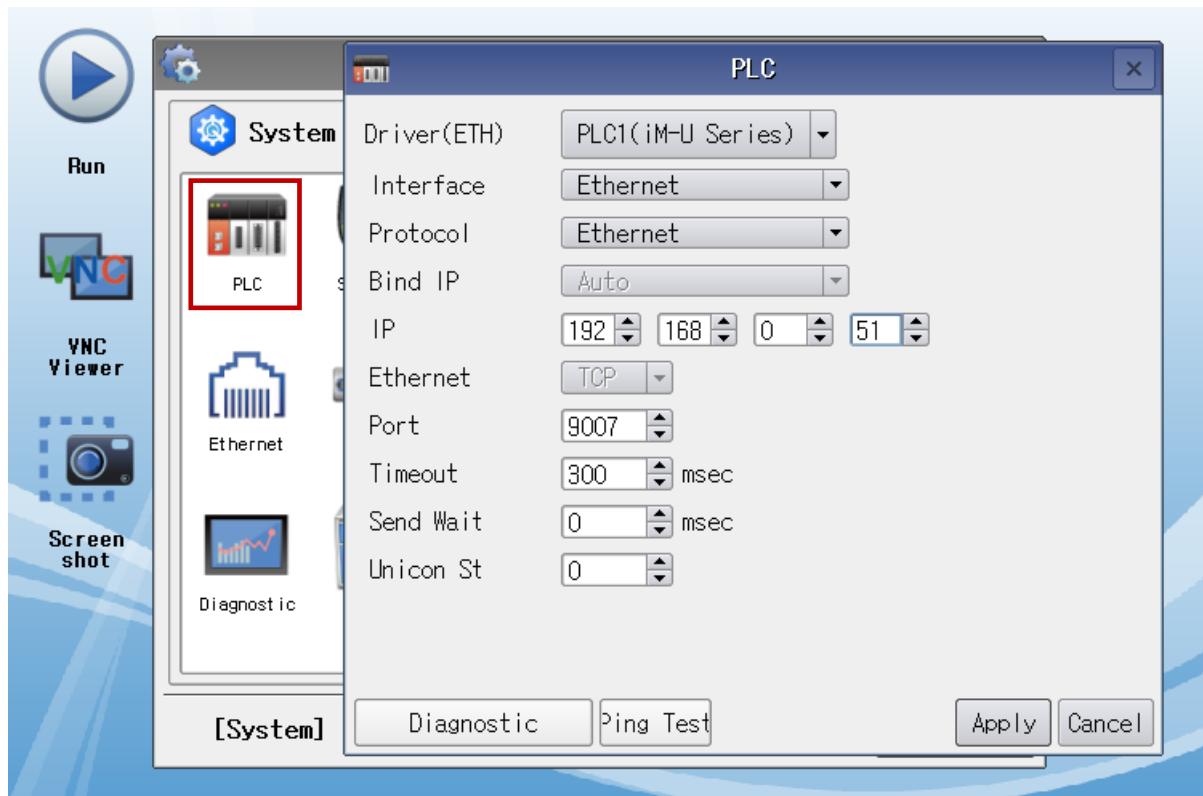 Run
VNC
VNC
Viewer
Screen
shot
System
PLC
Ethernet
Diagnostic
[System]
PLC
Driver(ETH) PLC1(iM-U Series)
Interface Ethernet
Protocol Ethernet
Bind IP Auto
IP 192 168 0 51
Ethernet TCP
Port 9007
Timeout 300 msec
Send Wait 0 msec
Unicon St 0
Diagnostic Ping Test Apply Cancel